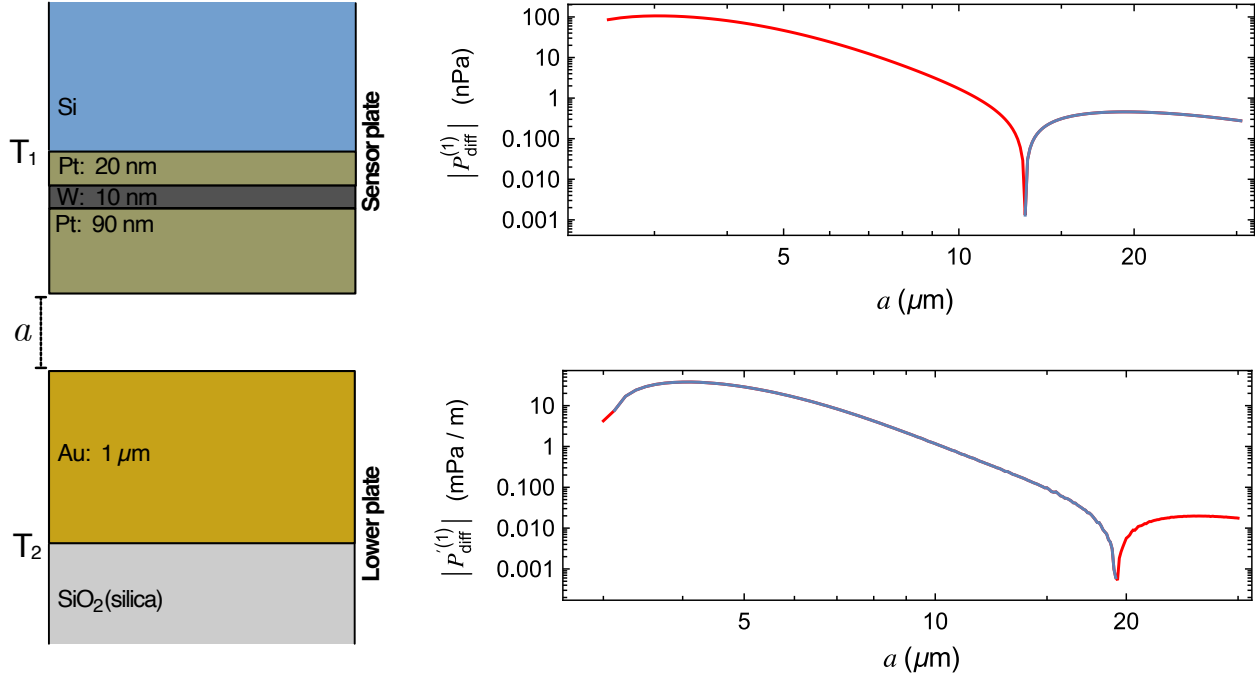 Si
Pt: 20 nm
W: 10 nm
Pt: 90 nm
T₁
Sensor plate
a
Au: 1 µm
T₂
SiO₂(silica)
Lower plate
|P_diff^(1)| (nPa)
100
10
1
0.100
0.010
0.001
5
10
20
a (µm)
|P′_diff^(1)| (mPa / m)
10
1
0.100
0.010
0.001
5
10
20
a (µm)